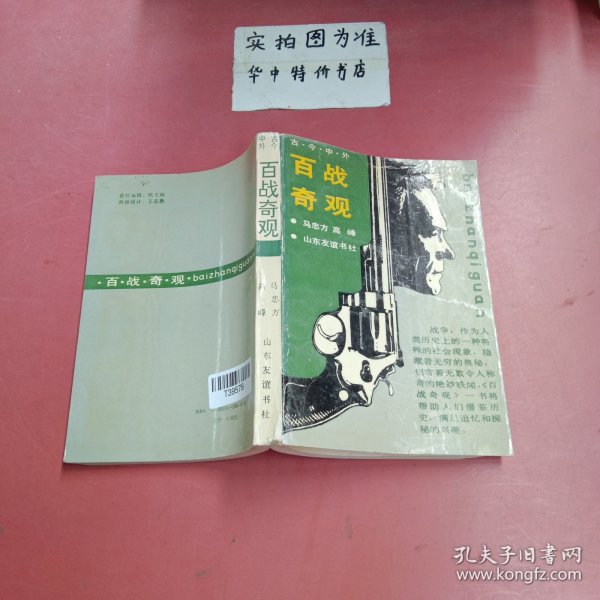 实拍图为准
华中特价书店
古·今·中·外
百战
奇观
马忠方 高 峰
山东友谊书社
baizhanqiguan
战争，作为人
类历史上的一种特
殊的社会现象，隐
藏着无穷的奥秘，
包含着无数令人称
奇的绝妙轶闻，《百
战奇观》一书将
帮助人们借鉴历
史，满足追忆和探
秘的兴趣。
古今
中外
百战奇观
马忠方
高 峰
山东友谊书社
·百·战·奇·观·baizhanqiguan
T39578
孔夫子旧书网
www.kongfz.com